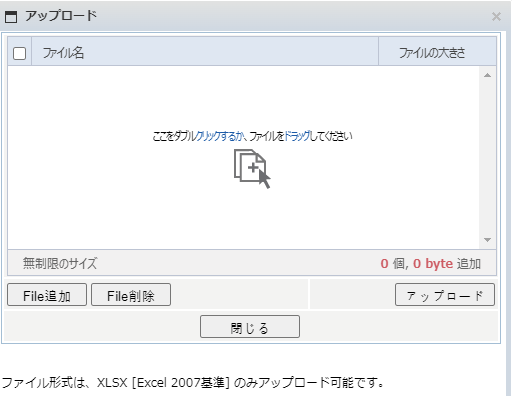 アップロード
ファイル名 ファイルの大きさ
ここをダブルクリックするか、ファイルをドラッグしてください
無制限のサイズ 0 個, 0 byte 追加
File追加 File削除 アップロード
閉じる
ファイル形式は、XLSX [Excel 2007基準] のみアップロード可能です。